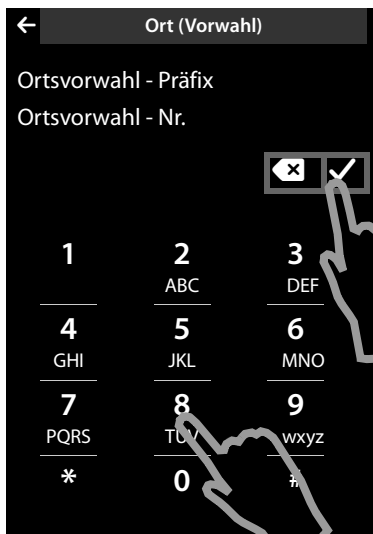 Ort (Vorwahl)
Ortsvorwahl - Präfix
Ortsvorwahl - Nr.
1 2 3
ABC DEF
4 5 6
GHI JKL MNO
7 8 9
PQRS TUV wxyz
* 0 #